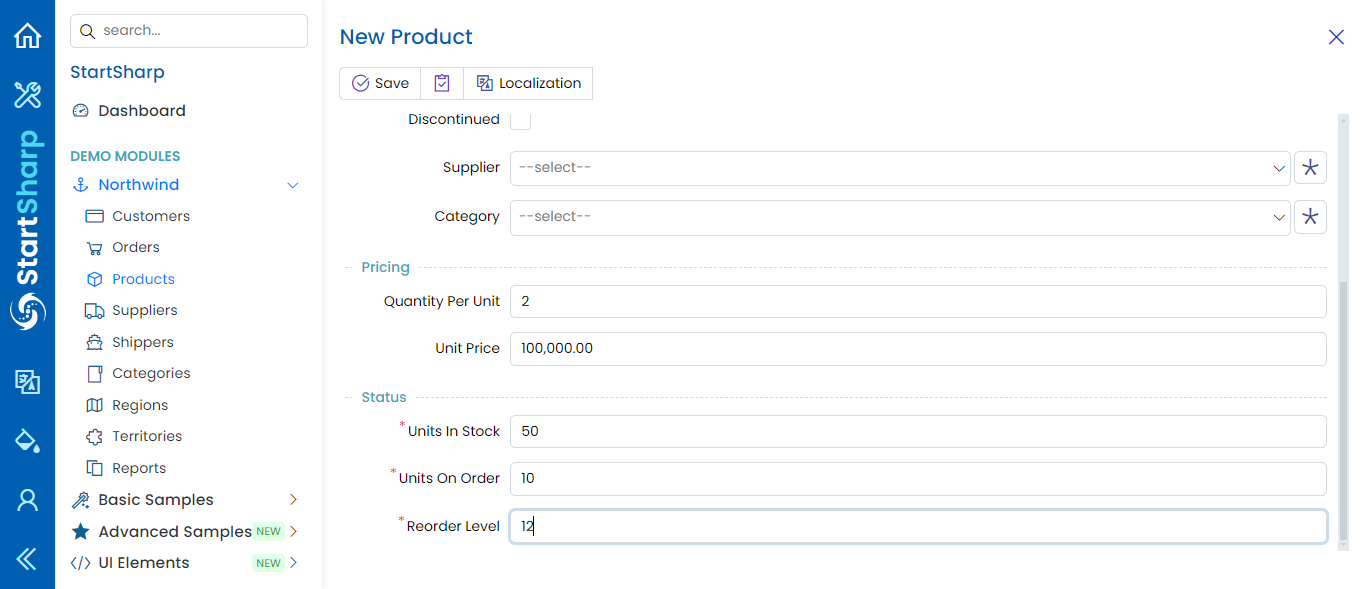 search...
StartSharp
Dashboard
DEMO MODULES
Northwind
Customers
Orders
Products
Suppliers
Shippers
Categories
Regions
Territories
Reports
Basic Samples
Advanced Samples NEW
UI Elements NEW
StartSharp
New Product
Save
Localization
Discontinued
Supplier --select--
Category --select--
Pricing
Quantity Per Unit 2
Unit Price 100,000.00
Status
*Units In Stock 50
*Units On Order 10
*Reorder Level 12